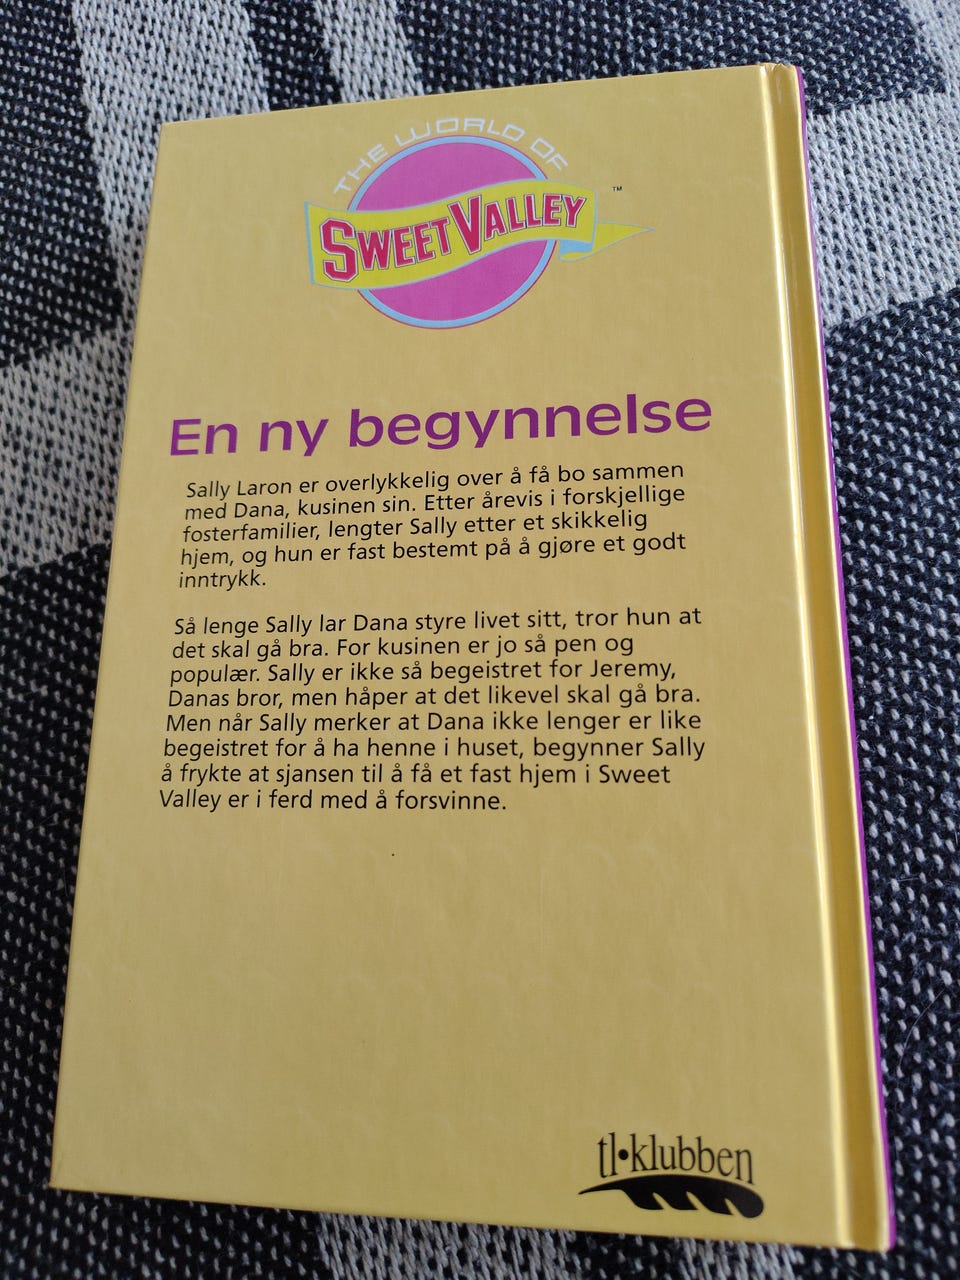 THE WORLD OF
SWEET VALLEY™
En ny begynnelse
Sally Laron er overlykkelig over å få bo sammen
med Dana, kusinen sin. Etter årevis i forskjellige
fosterfamilier, lengter Sally etter et skikkelig
hjem, og hun er fast bestemt på å gjøre et godt
inntrykk.
Så lenge Sally lar Dana styre livet sitt, tror hun at
det skal gå bra. For kusinen er jo så pen og
populær. Sally er ikke så begeistret for Jeremy,
Danas bror, men håper at det likevel skal gå bra.
Men når Sally merker at Dana ikke lenger er like
begeistret for å ha henne i huset, begynner Sally
å frykte at sjansen til å få et fast hjem i Sweet
Valley er i ferd med å forsvinne.
tl•klubben